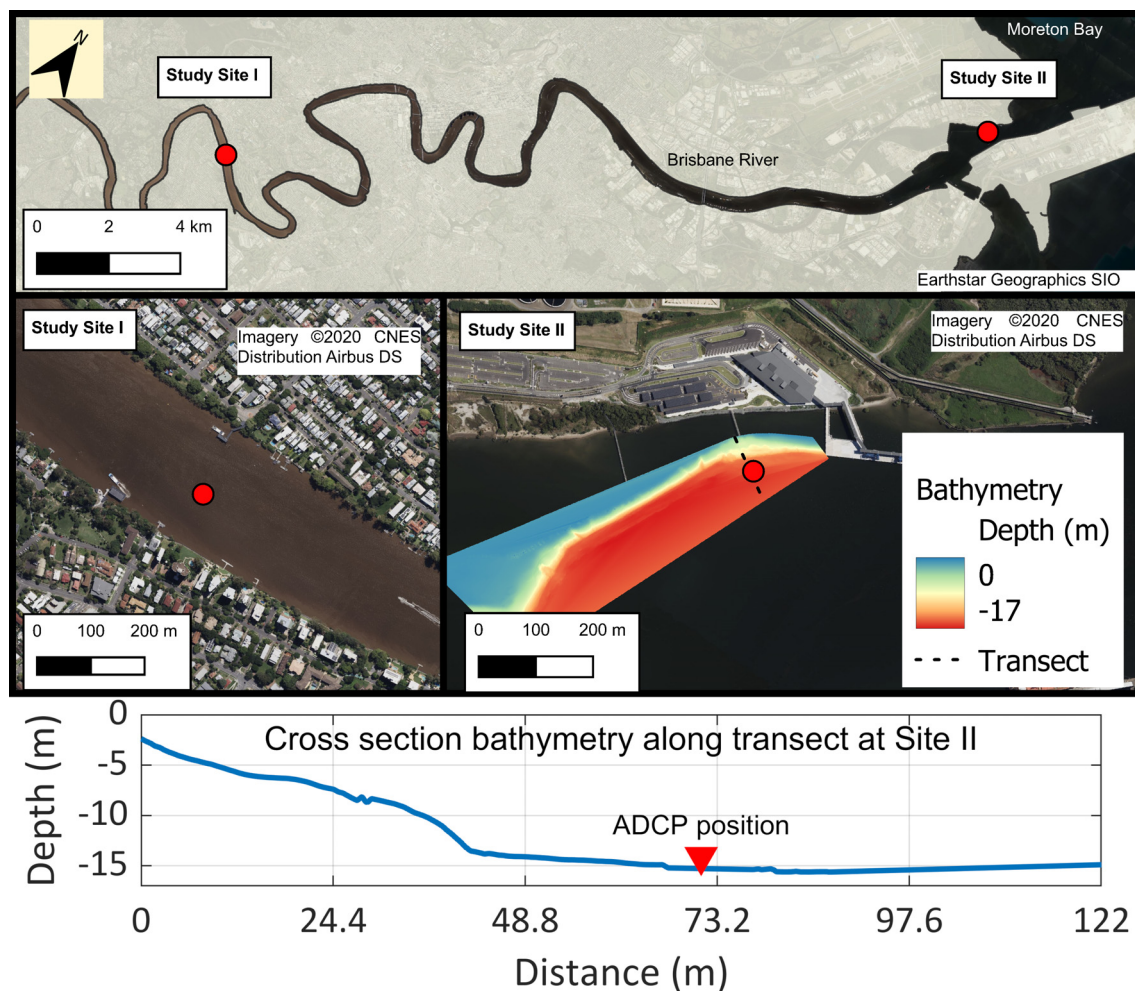 N
Moreton Bay
Study Site I
Study Site II
Brisbane River
0 2 4 km
Earthstar Geographics SIO
Study Site I
Imagery ©2020 CNES
Distribution Airbus DS
0 100 200 m
Study Site II
Imagery ©2020 CNES
Distribution Airbus DS
Bathymetry
Depth (m)
0
-17
Transect
0 100 200 m
Cross section bathymetry along transect at Site II
ADCP position
Depth (m)
0
-5
-10
-15
0 24.4 48.8 73.2 97.6 122
Distance (m)